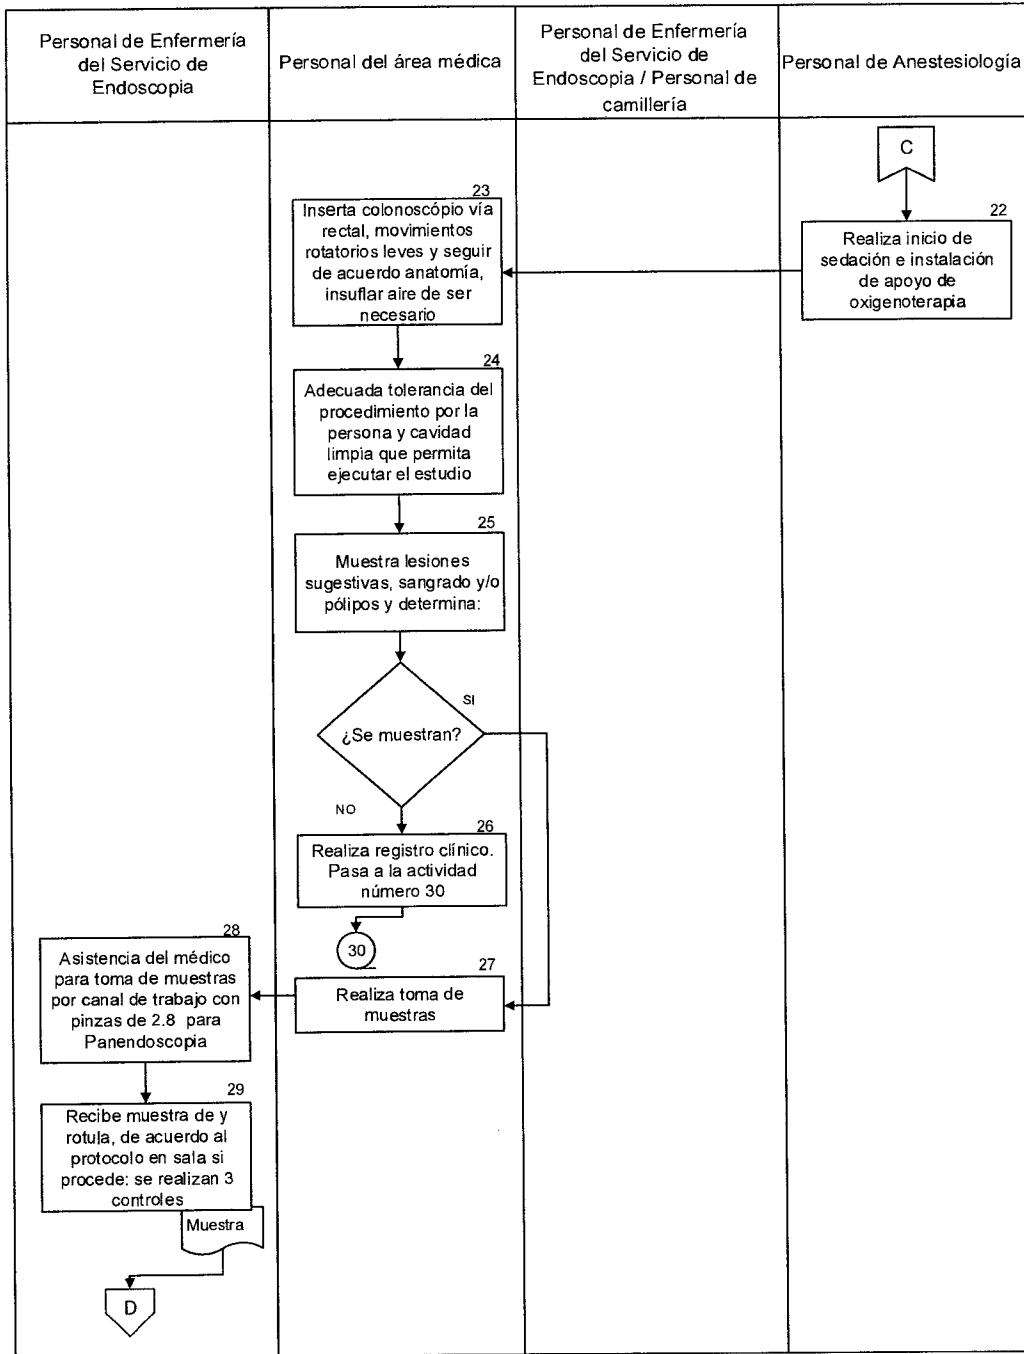 Personal de Enfermería
del Servicio de
Endoscopia
Personal del área médica
Personal de Enfermería
del Servicio de
Endoscopia / Personal de
camillería
Personal de Anestesiología
C
22
Realiza inicio de
sedación e instalación
de apoyo de
oxigenoterapia
23
Inserta colonoscópio vía
rectal, movimientos
rotatorios leves y seguir
de acuerdo anatomía,
insuflar aire de ser
necesario
24
Adecuada tolerancia del
procedimiento por la
persona y cavidad
limpia que permita
ejecutar el estudio
25
Muestra lesiones
sugestivas, sangrado y/o
pólipos y determina:
¿Se muestran?
SI
NO
26
Realiza registro clínico.
Pasa a la actividad
número 30
30
27
Realiza toma de
muestras
28
Asistencia del médico
para toma de muestras
por canal de trabajo con
pinzas de 2.8 para
Panendoscopia
29
Recibe muestra de y
rotula, de acuerdo al
protocolo en sala si
procede: se realizan 3
controles
Muestra
D